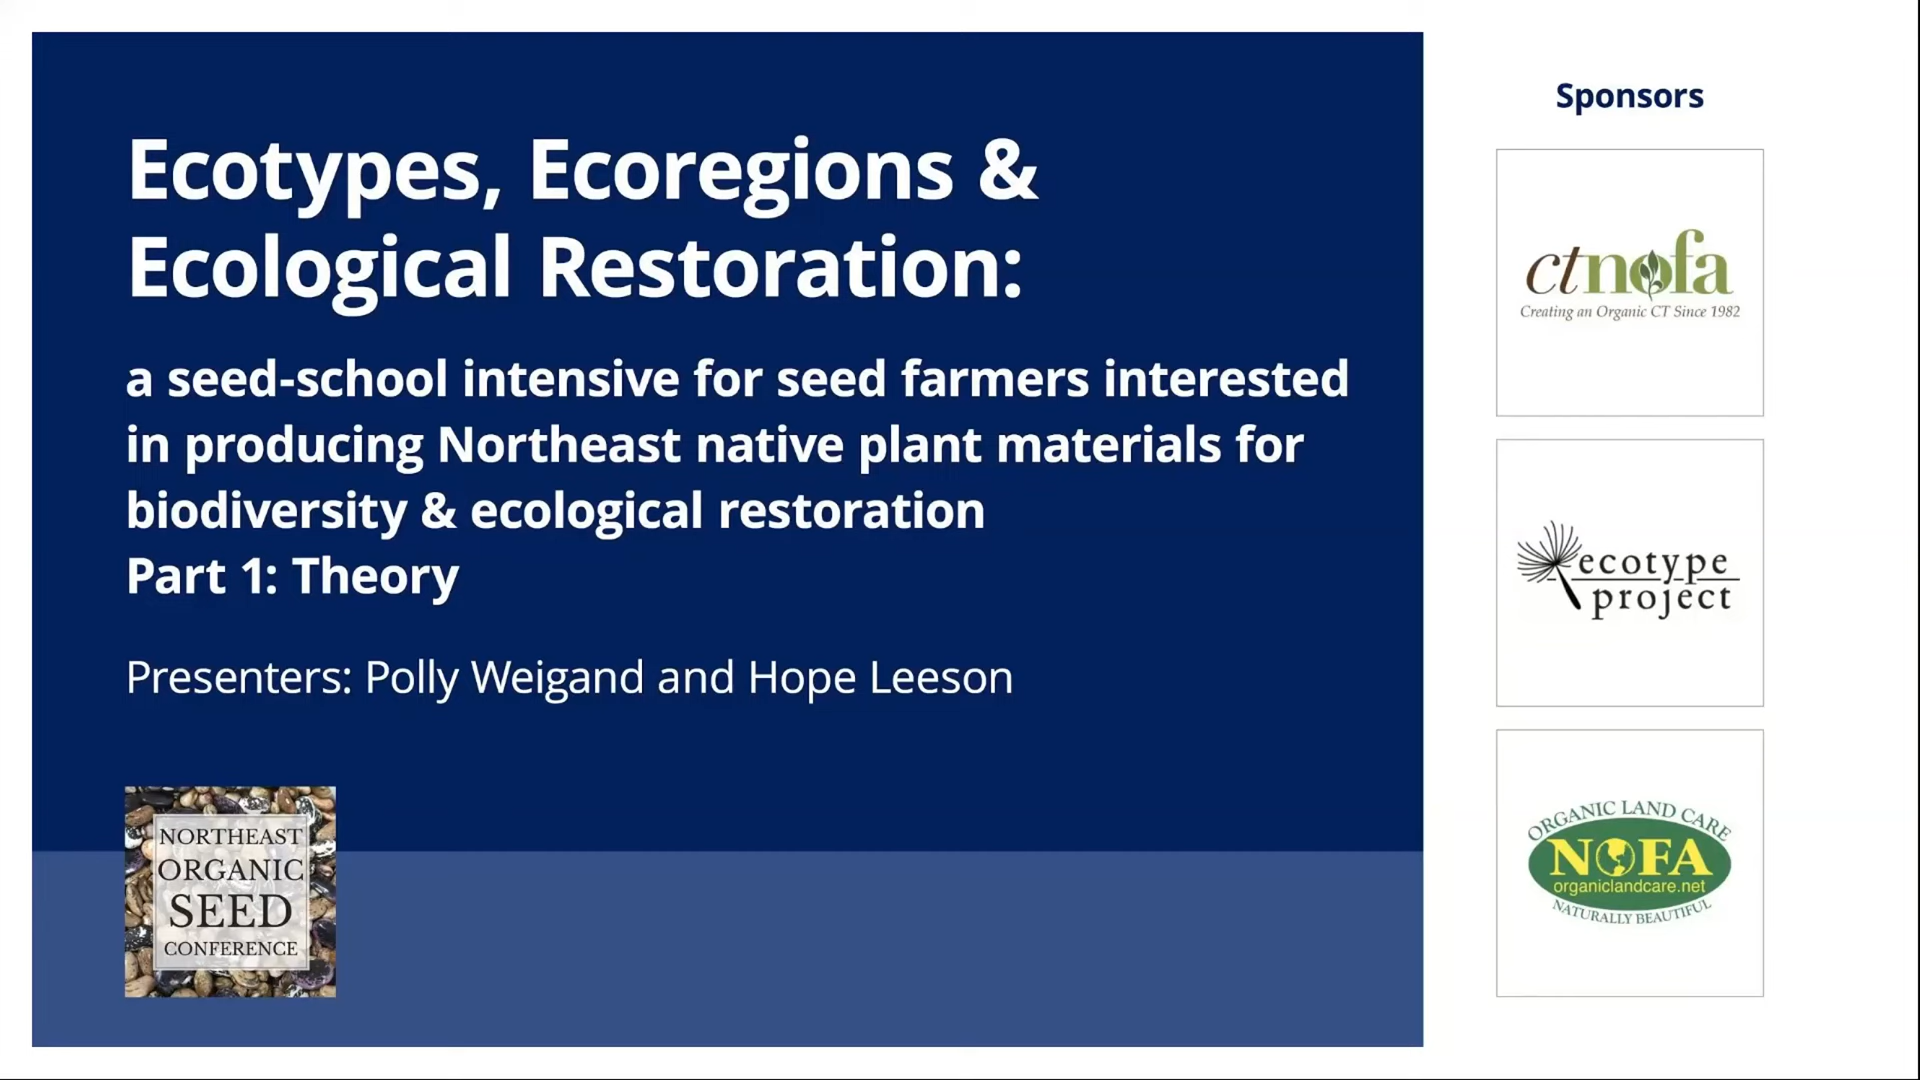 Ecotypes, Ecoregions &
Ecological Restoration:
a seed-school intensive for seed farmers interested
in producing Northeast native plant materials for
biodiversity & ecological restoration
Part 1: Theory
Presenters: Polly Weigand and Hope Leeson
NORTHEAST
ORGANIC
SEED
CONFERENCE
Sponsors
ctnofa
Creating an Organic CT Since 1982
ecotype
project
ORGANIC LAND CARE
NOFA
organiclandcare.net
NATURALLY BEAUTIFUL